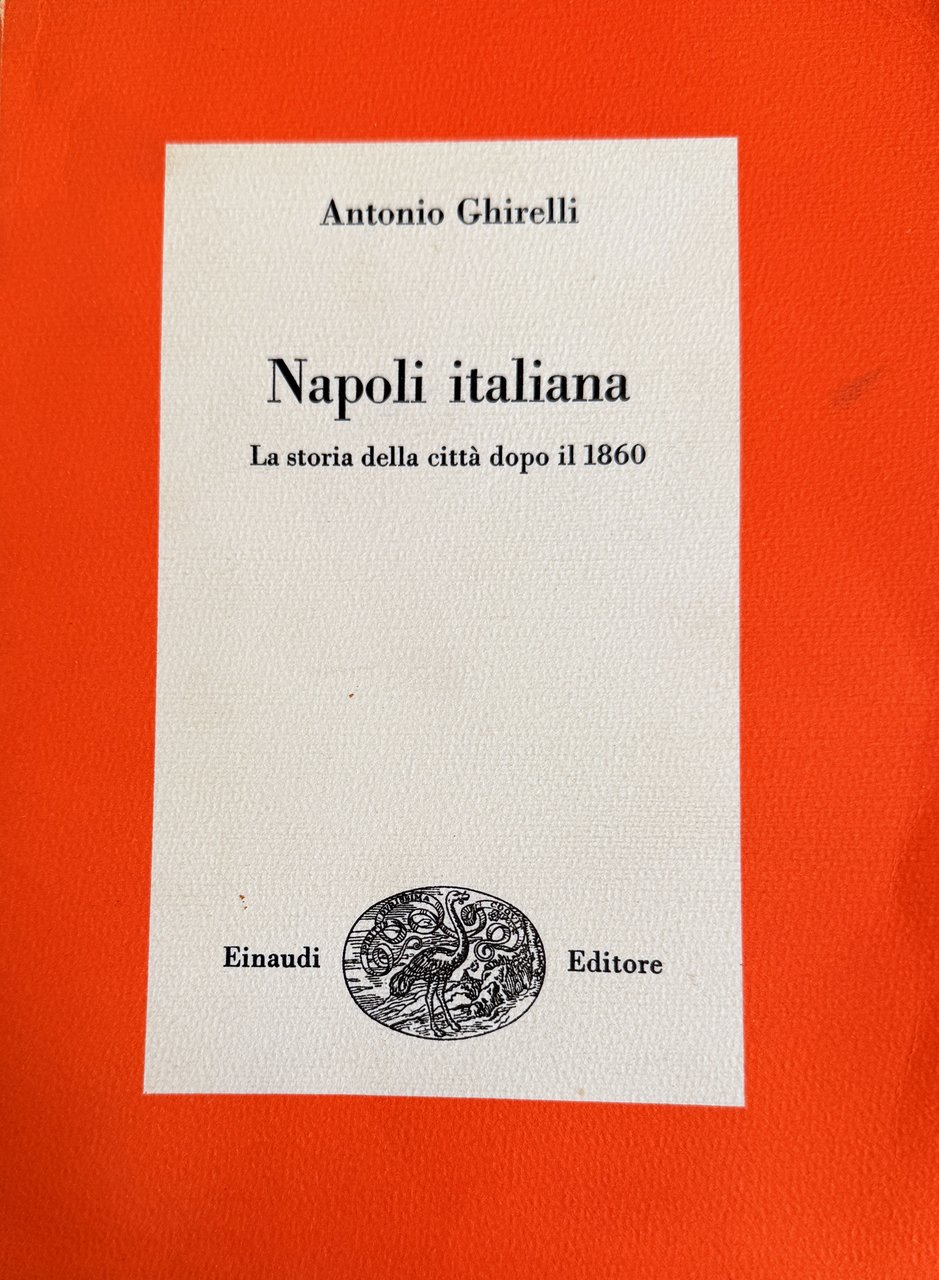 Antonio Ghirelli
Napoli italiana
La storia della città dopo il 1860
Einaudi
Editore